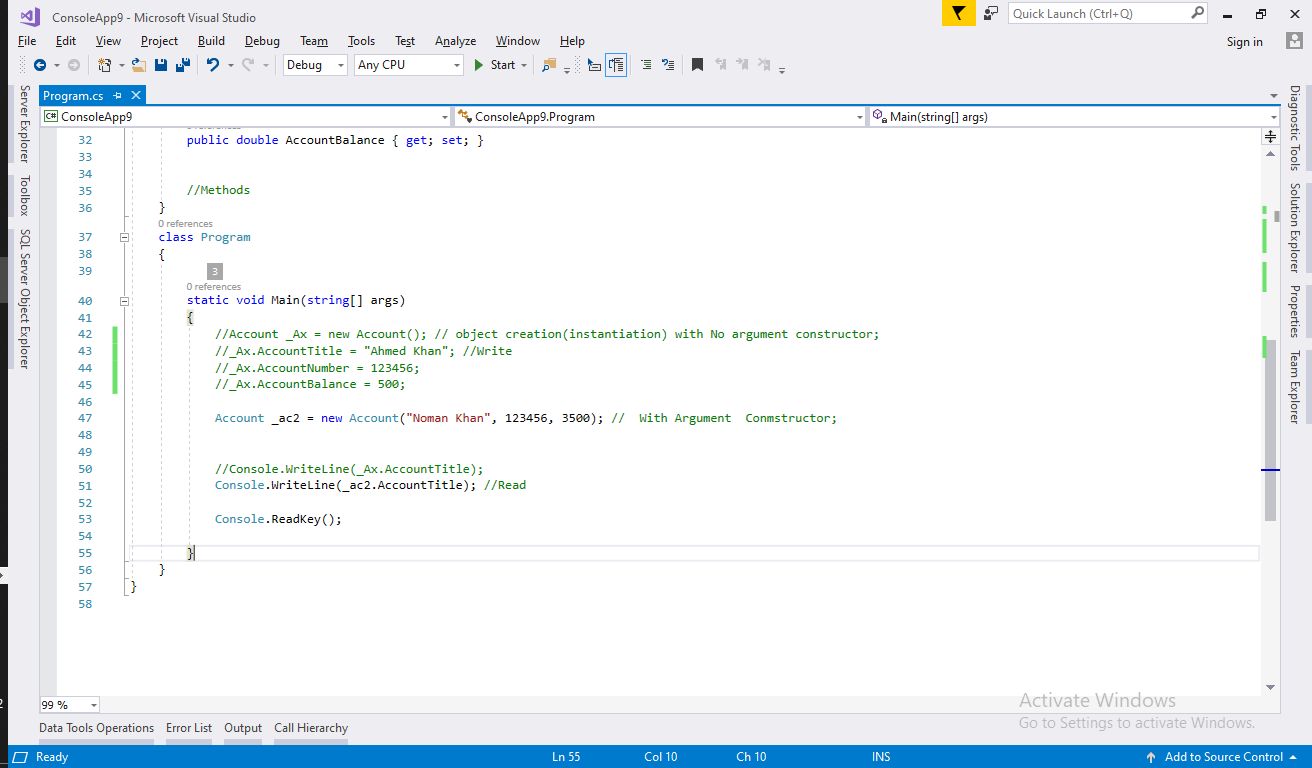 ConsoleApp9 - Microsoft Visual Studio
Quick Launch (Ctrl+Q)
File Edit View Project Build Debug Team Tools Test Analyze Window Help
Sign in
Debug Any CPU Start
Program.cs
C# ConsoleApp9 ConsoleApp9.Program Main(string[] args)
Server Explorer
Toolbox
SQL Server Object Explorer
32 public double AccountBalance { get; set; }
33
34
35 //Methods
36 }
0 references
37 class Program
38 {
39 3
0 references
40 static void Main(string[] args)
41 {
42 //Account _Ax = new Account(); // object creation(instantiation) with No argument constructor;
43 //_Ax.AccountTitle = "Ahmed Khan"; //Write
44 //_Ax.AccountNumber = 123456;
45 //_Ax.AccountBalance = 500;
46
47 Account _ac2 = new Account("Noman Khan", 123456, 3500); //  With Argument  Conmstructor;
48
49
50 //Console.WriteLine(_Ax.AccountTitle);
51 Console.WriteLine(_ac2.AccountTitle); //Read
52
53 Console.ReadKey();
54
55 }
56 }
57 }
58
Diagnostic Tools
Solution Explorer
Properties
Team Explorer
99 %
Activate Windows
Go to Settings to activate Windows.
Data Tools Operations Error List Output Call Hierarchy
Ready Ln 55 Col 10 Ch 10 INS Add to Source Control